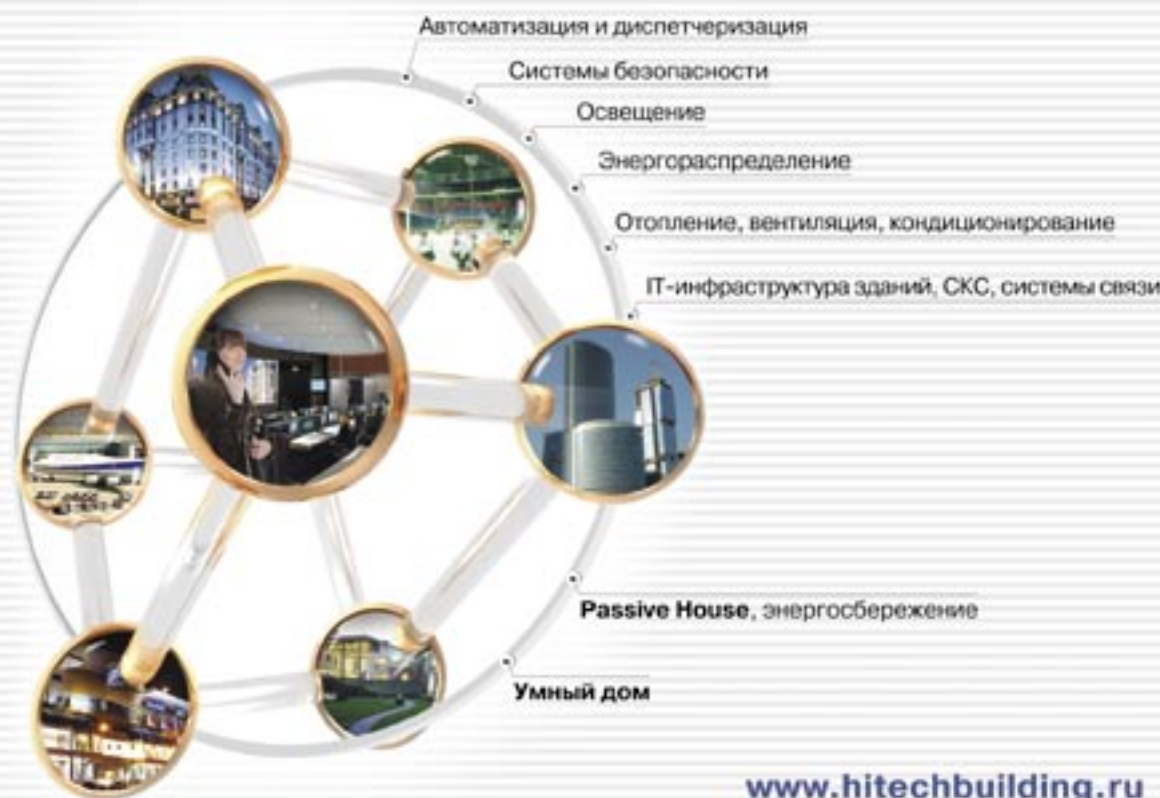 Автоматизация и диспетчеризация
Системы безопасности
Освещение
Энергораспределение
Отопление, вентиляция, кондиционирование
IT-инфраструктура зданий, СКС, системы связи
Passive House, энергосбережение
Умный дом
www.hitechbuilding.ru